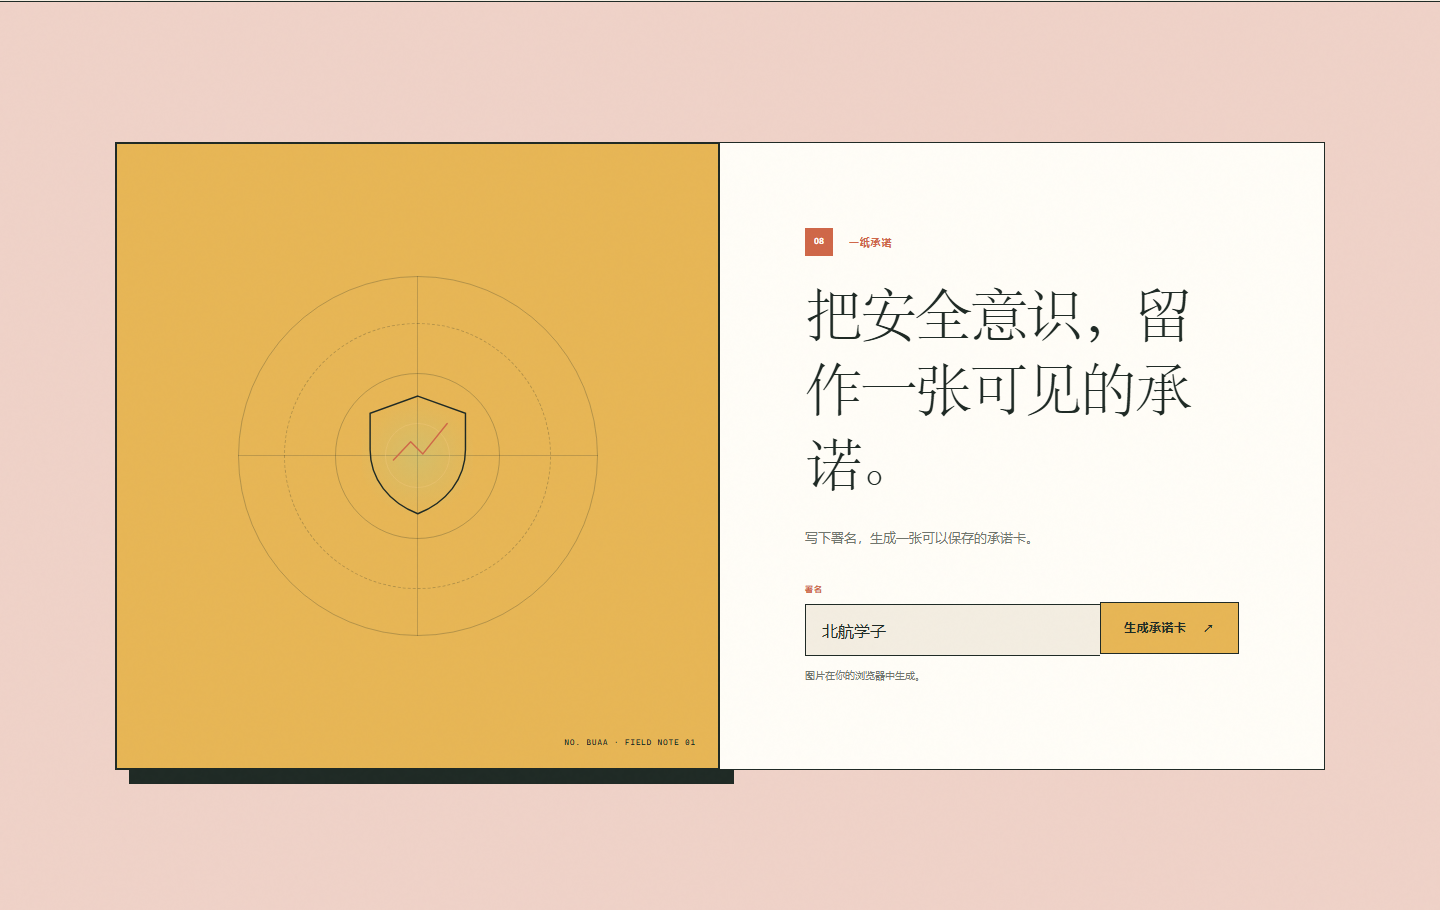 08 一纸承诺
把安全意识，留
作一张可见的承
诺。
写下署名，生成一张可以保存的承诺卡。
署名
北航学子
生成承诺卡 ↗
图片在你的浏览器中生成。
NO. BUAA · FIELD NOTE 01